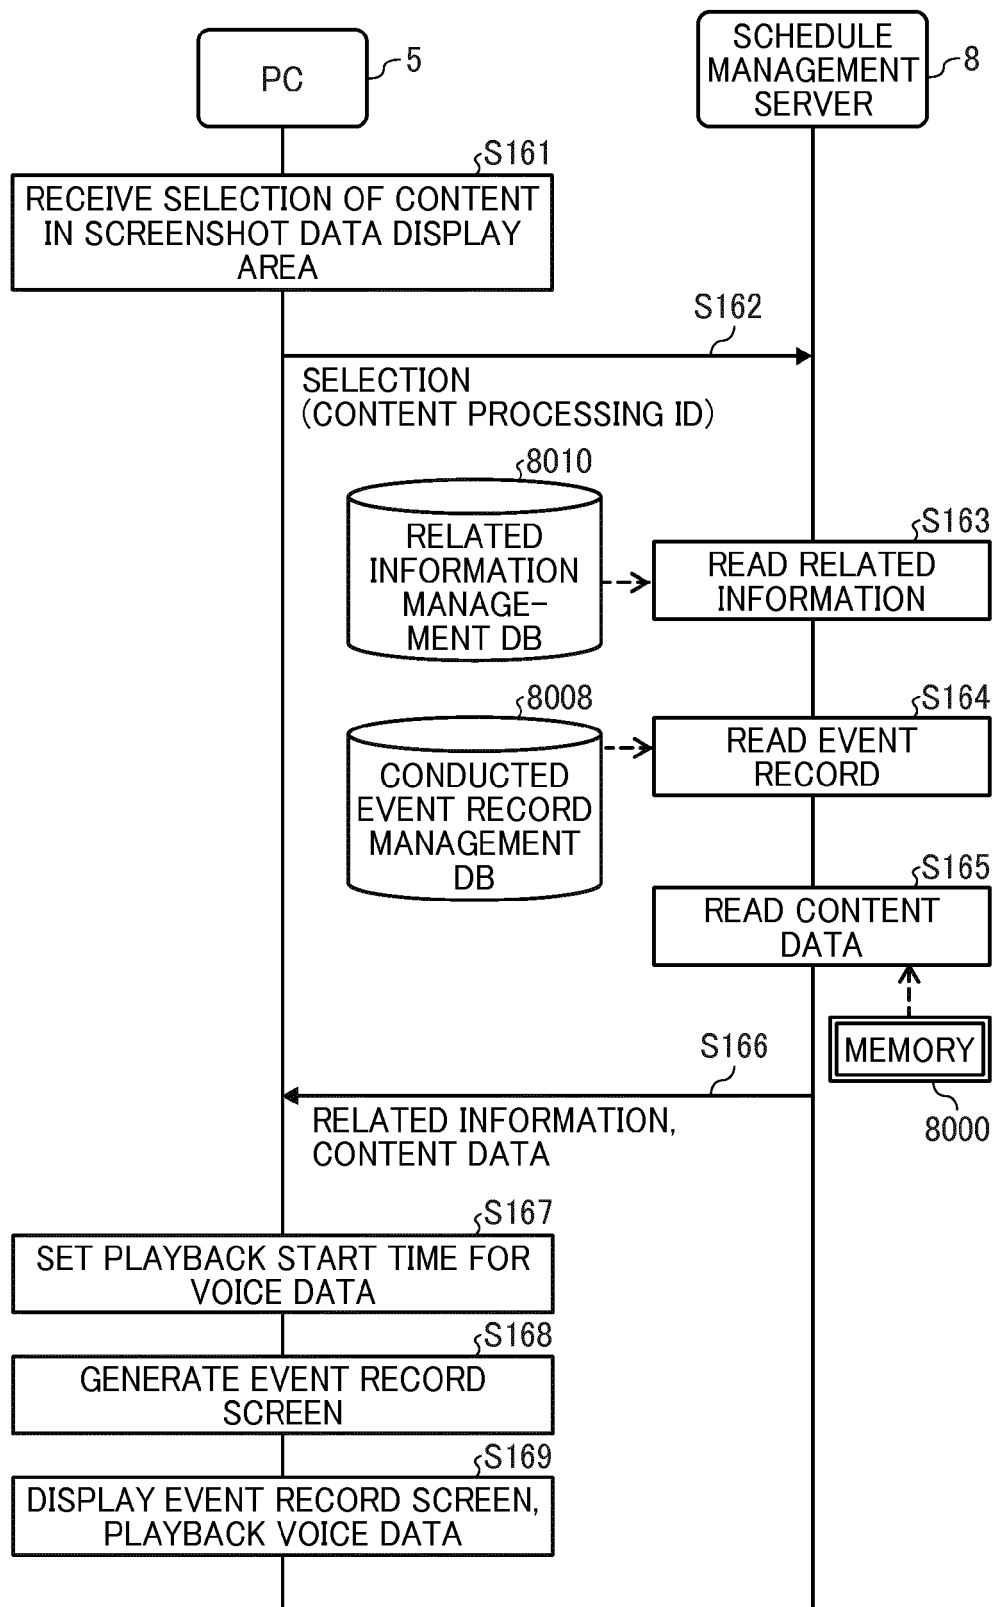 PC
5
SCHEDULE
MANAGEMENT
SERVER
8
S161
RECEIVE SELECTION OF CONTENT
IN SCREENSHOT DATA DISPLAY
AREA
S162
SELECTION
(CONTENT PROCESSING ID)
8010
RELATED
INFORMATION
MANAGE-
MENT DB
S163
READ RELATED
INFORMATION
8008
CONDUCTED
EVENT RECORD
MANAGEMENT
DB
S164
READ EVENT
RECORD
S165
READ CONTENT
DATA
MEMORY
8000
S166
RELATED INFORMATION,
CONTENT DATA
S167
SET PLAYBACK START TIME FOR
VOICE DATA
S168
GENERATE EVENT RECORD
SCREEN
S169
DISPLAY EVENT RECORD SCREEN,
PLAYBACK VOICE DATA